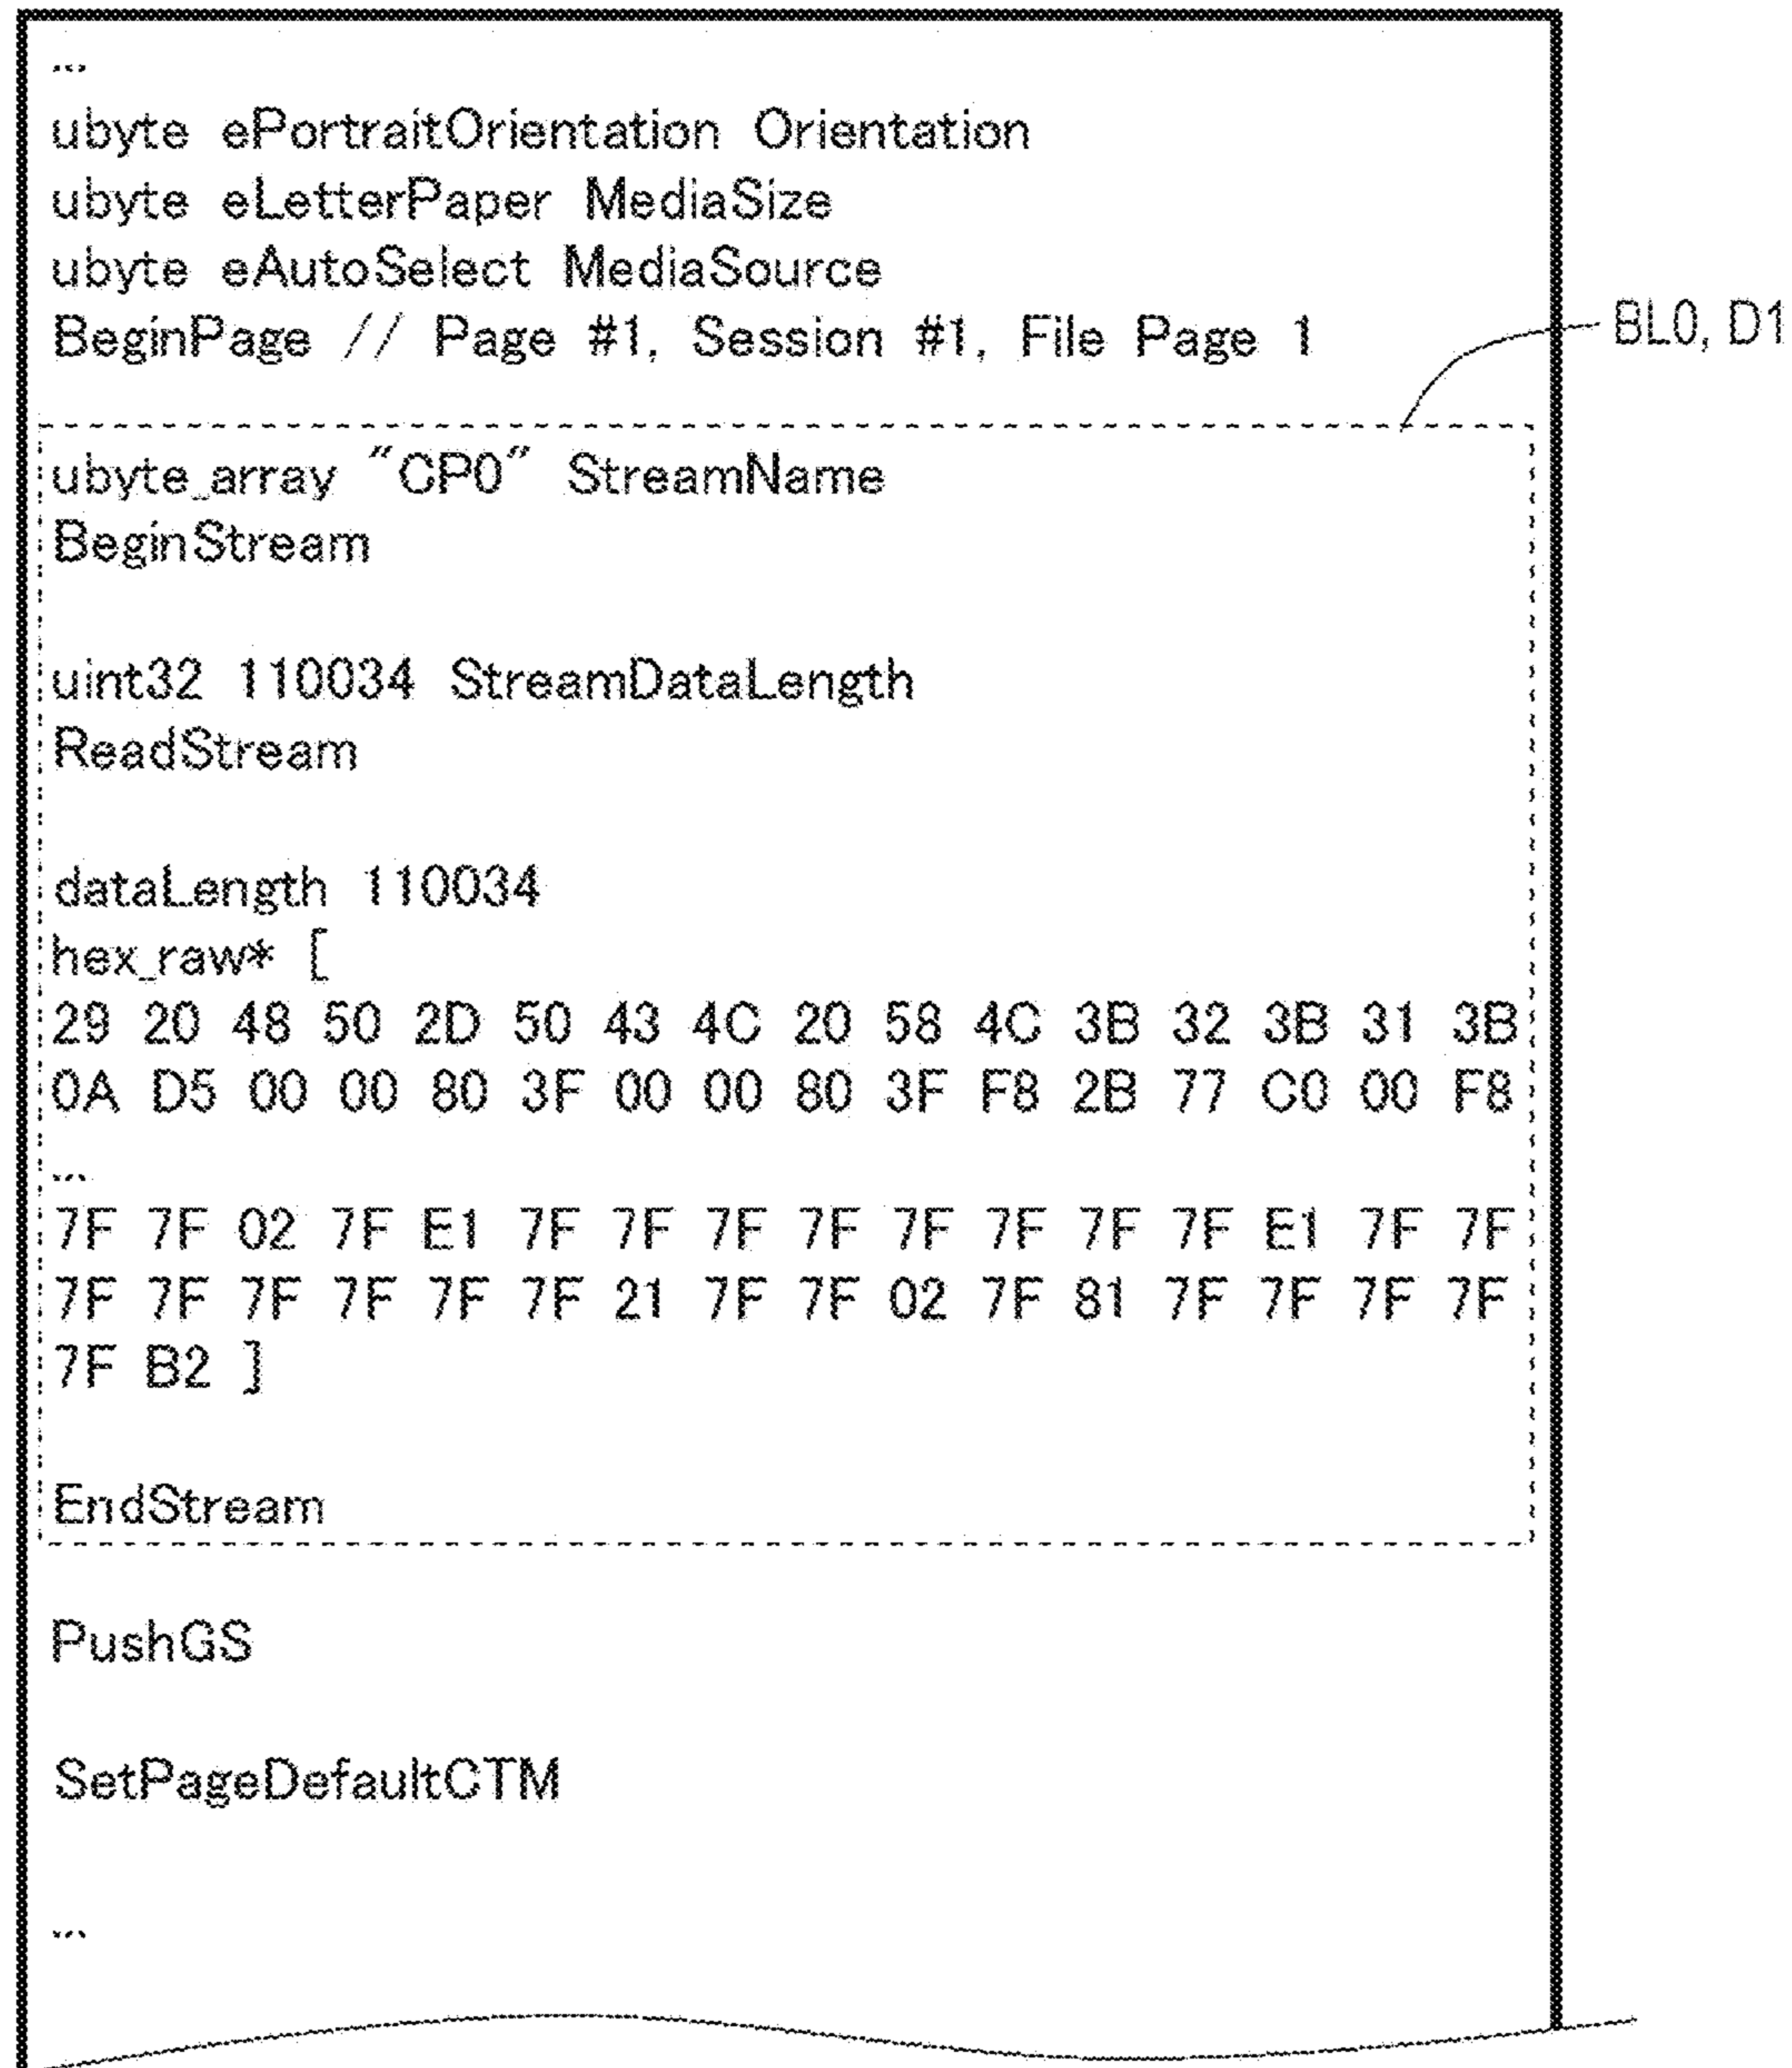 ...
ubyte ePortraitOrientation Orientation
ubyte eLetterPaper MediaSize
ubyte eAutoSelect MediaSource
BeginPage // Page #1, Session #1, File Page 1
BL0, D1
ubyte_array "CP0" StreamName
BeginStream
uint32 110034 StreamDataLength
ReadStream
dataLength 110034
hex_raw* [
29 20 48 50 2D 50 43 4C 20 58 4C 3B 32 3B 31 3B
0A D5 00 00 80 3F 00 00 80 3F F8 2B 77 C0 00 F8
...
7F 7F 02 7F E1 7F 7F 7F 7F 7F 7F 7F 7F E1 7F 7F
7F 7F 7F 7F 7F 7F 21 7F 7F 02 7F 81 7F 7F 7F 7F
7F B2 ]
EndStream
PushGS
SetPageDefaultCTM
...